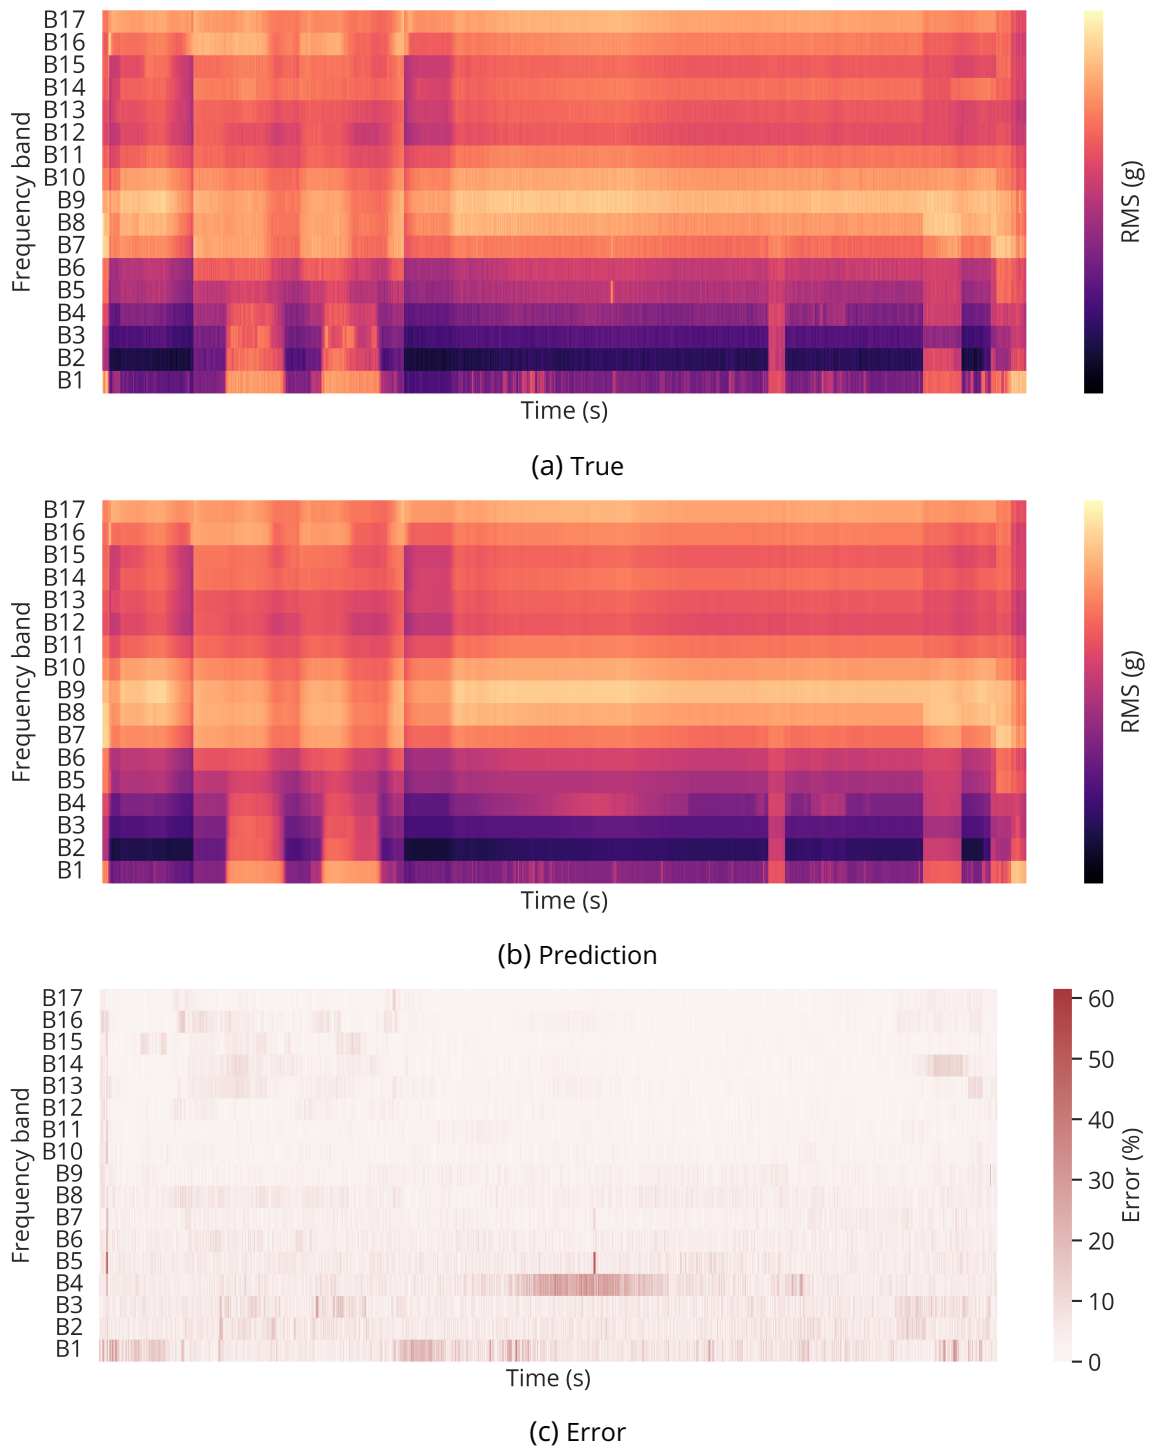 B17
B16
B15
B14
B13
B12
B11
B10
B9
B8
B7
B6
B5
B4
B3
B2
B1
Frequency band
Time (s)
RMS (g)
(a) True
B17
B16
B15
B14
B13
B12
B11
B10
B9
B8
B7
B6
B5
B4
B3
B2
B1
Frequency band
Time (s)
RMS (g)
(b) Prediction
B17
B16
B15
B14
B13
B12
B11
B10
B9
B8
B7
B6
B5
B4
B3
B2
B1
Frequency band
Time (s)
60
50
40
30
20
10
0
Error (%)
(c) Error